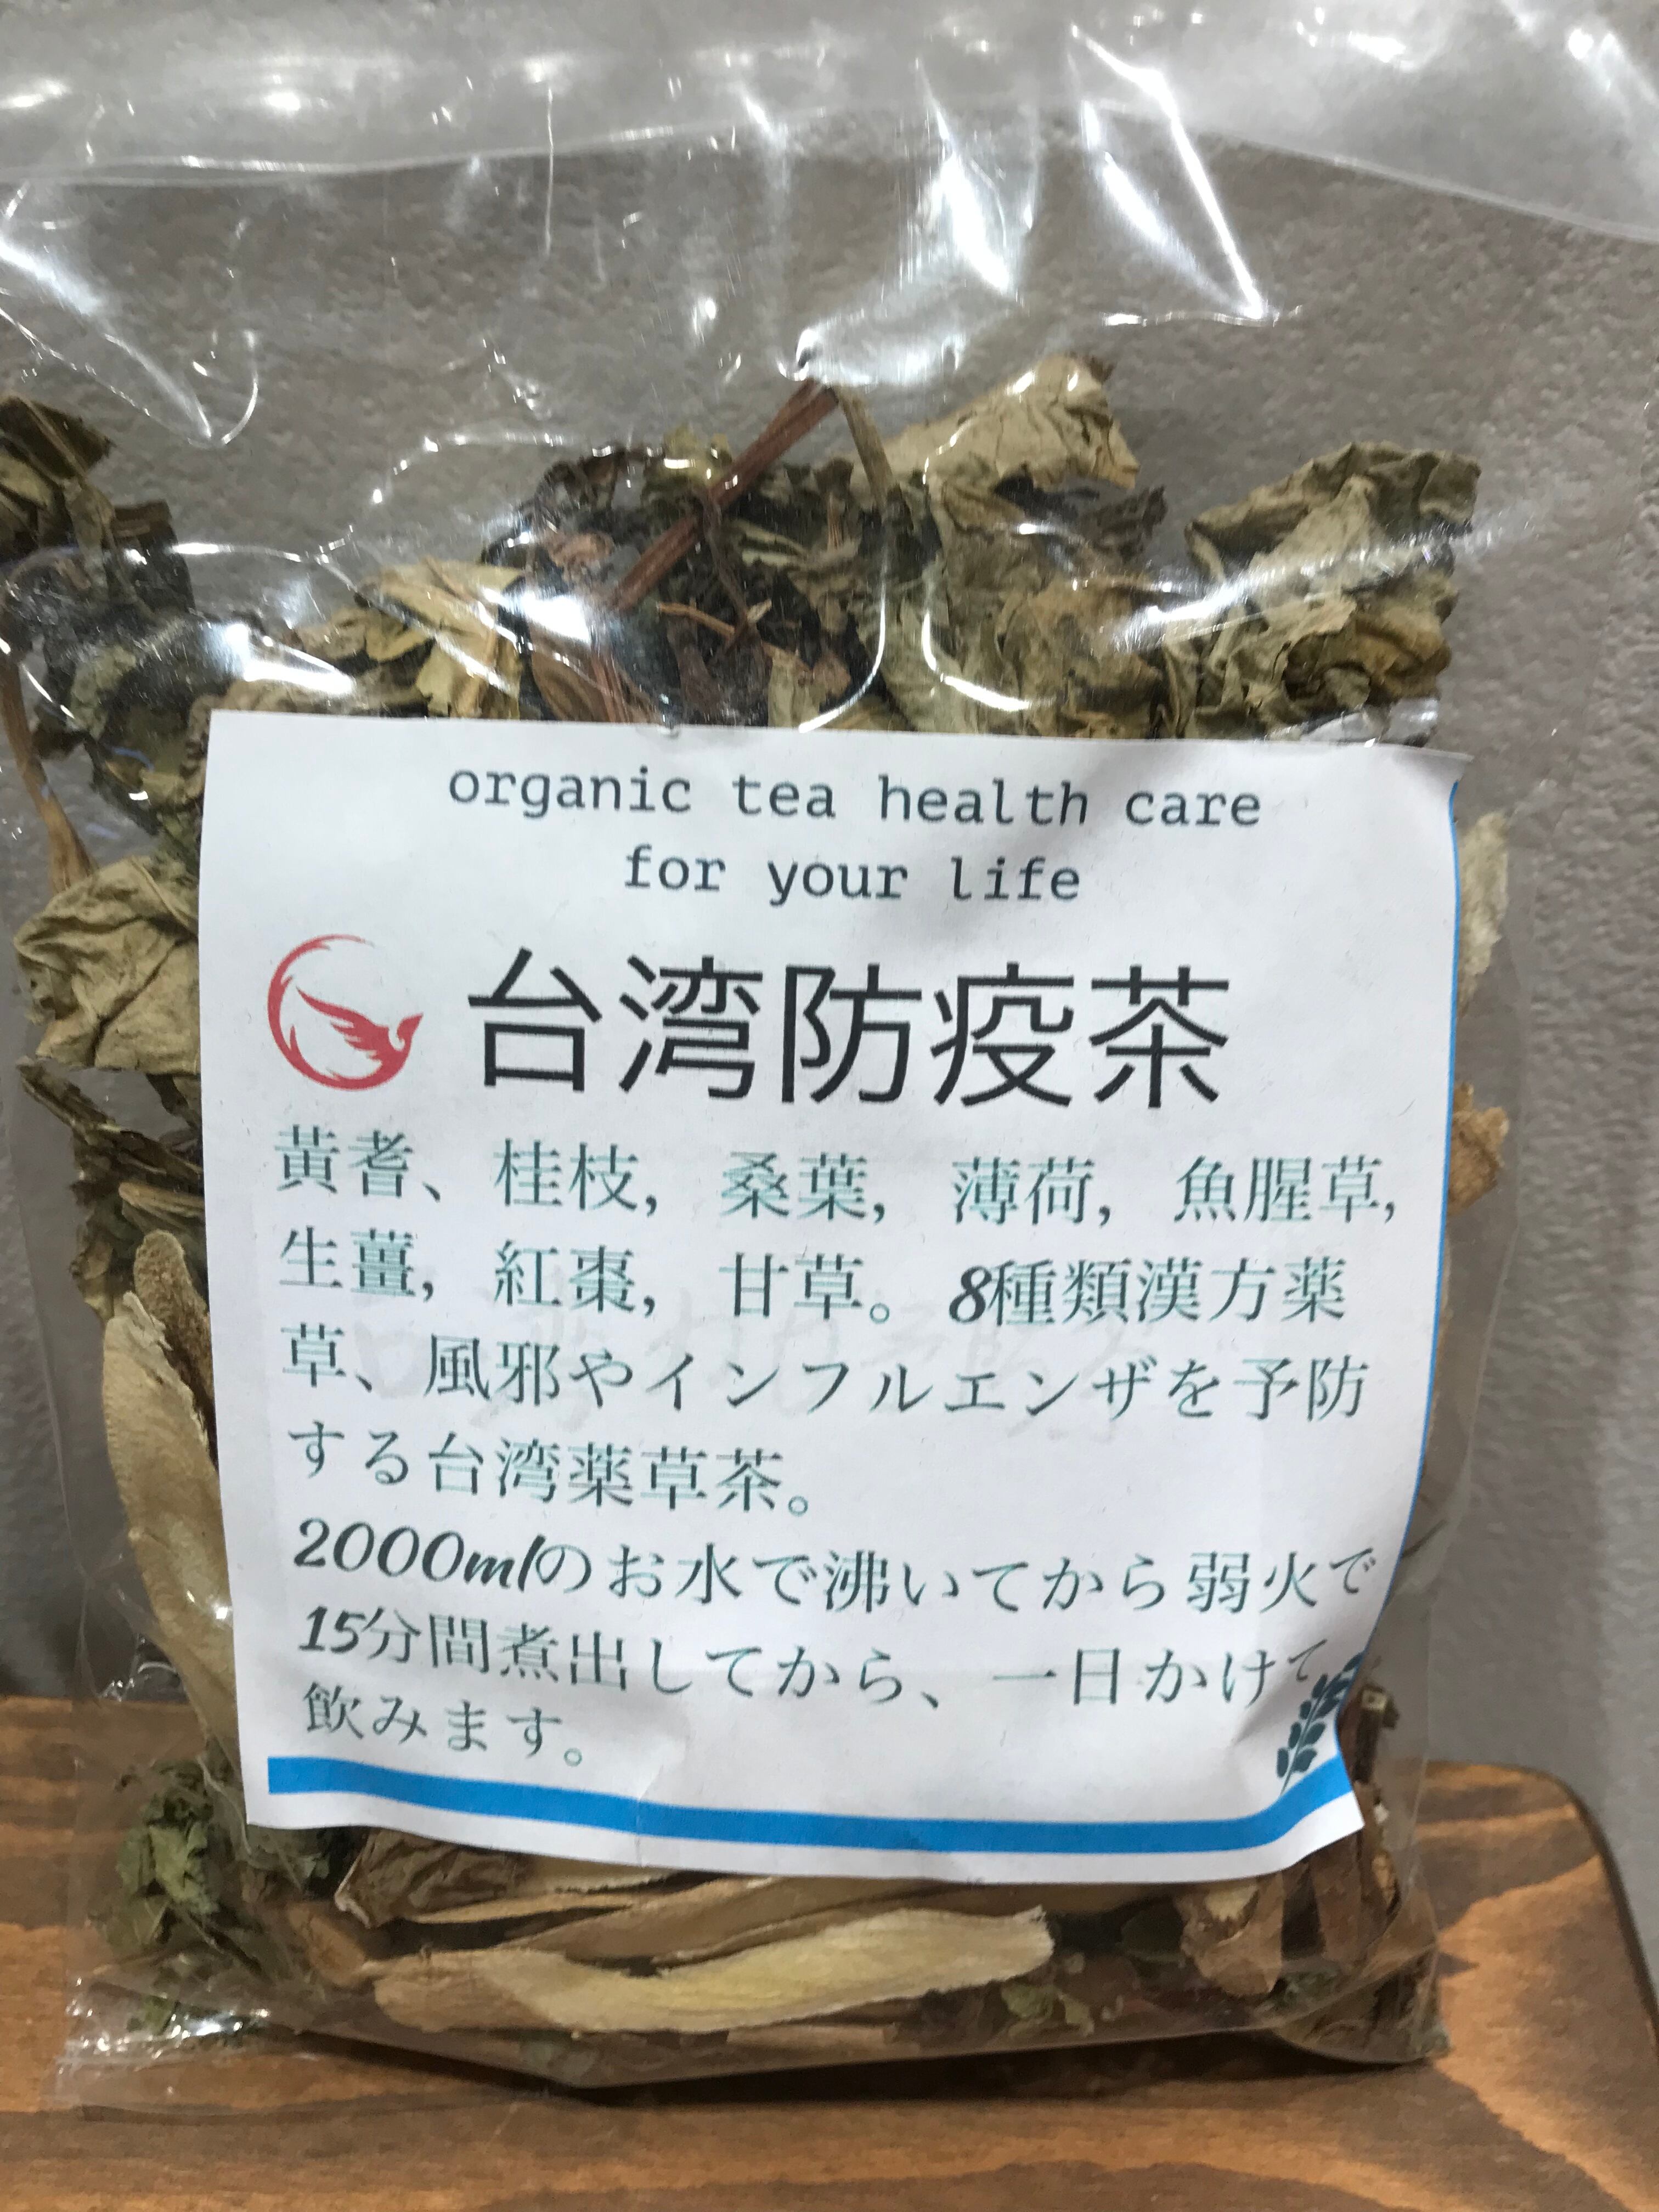 organic tea health care
for your life
台湾防疫茶
黃耆、桂枝，桑葉，薄荷，魚腥草，
生薑，紅棗，甘草。8種類漢方薬
草、風邪やインフルエンザを予防
する台湾薬草茶。
2000mlのお水で沸いてから弱火で
15分間煮出してから、一日かけて
飲みます。